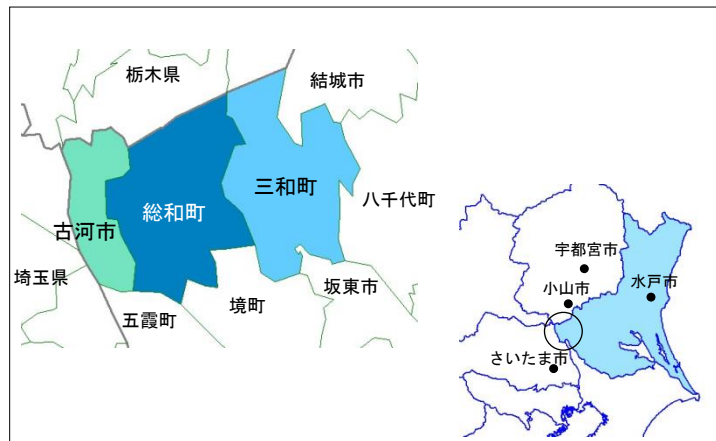 栃木県
結城市
三和町
総和町
八千代町
古河市
埼玉県
坂東市
境町
五霞町
宇都宮市
小山市
水戸市
さいたま市